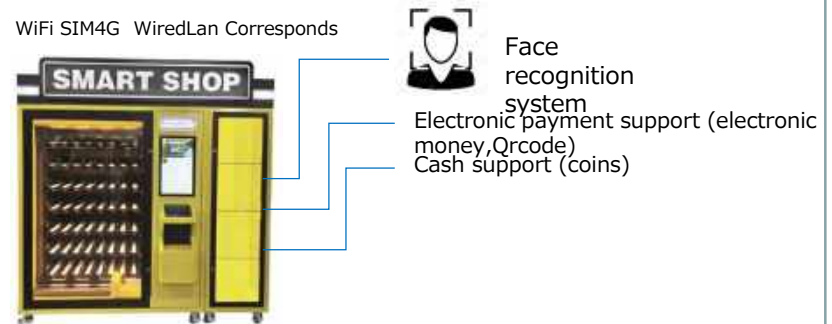 WiFi SIM4G WiredLan Corresponds
SMART SHOP
Face
recognition
system
Electronic payment support (electronic
money,Qrcode)
Cash support (coins)